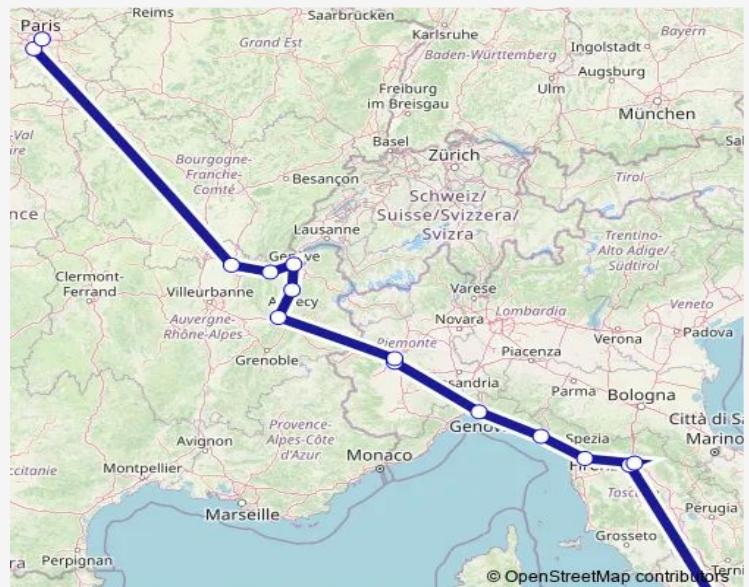 Paris
Reims
Saarbrücken
Karlsruhe
Grand Est
Baden-Württemberg
Ingolstadt
Bayern
Augsburg
Ulm
München
Freiburg
im Breisgau
Basel
Zürich
Bourgogne-
Franche-
Comté
Besançon
Schweiz/
Suisse/Svizzera/
Svizra
Tirol
Lausanne
Trentino-
Alto Adige/
Südtirol
Clermont-
Ferrand
Villeurbanne
Auvergne-
Rhône-Alpes
Grenoble
Varese
Lombardia
Veneto
Novara
Verona
Padova
Piemonte
Piacenza
Parma
Bologna
Spezia
Città di Sa
Marino
Provence-
Alpes-Côte
d'Azur
Monaco
Avignon
Montpellier
Marseille
Perugia
Grosseto
Perpignan
© OpenStreetMap contributors